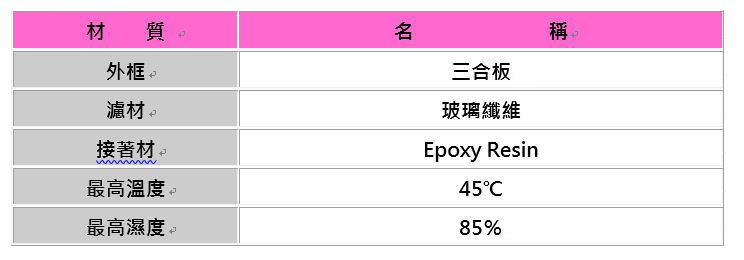 材 質 名 稱
外框 三合板
濾材 玻璃纖維
接著材 Epoxy Resin
最高溫度 45℃
最高濕度 85%